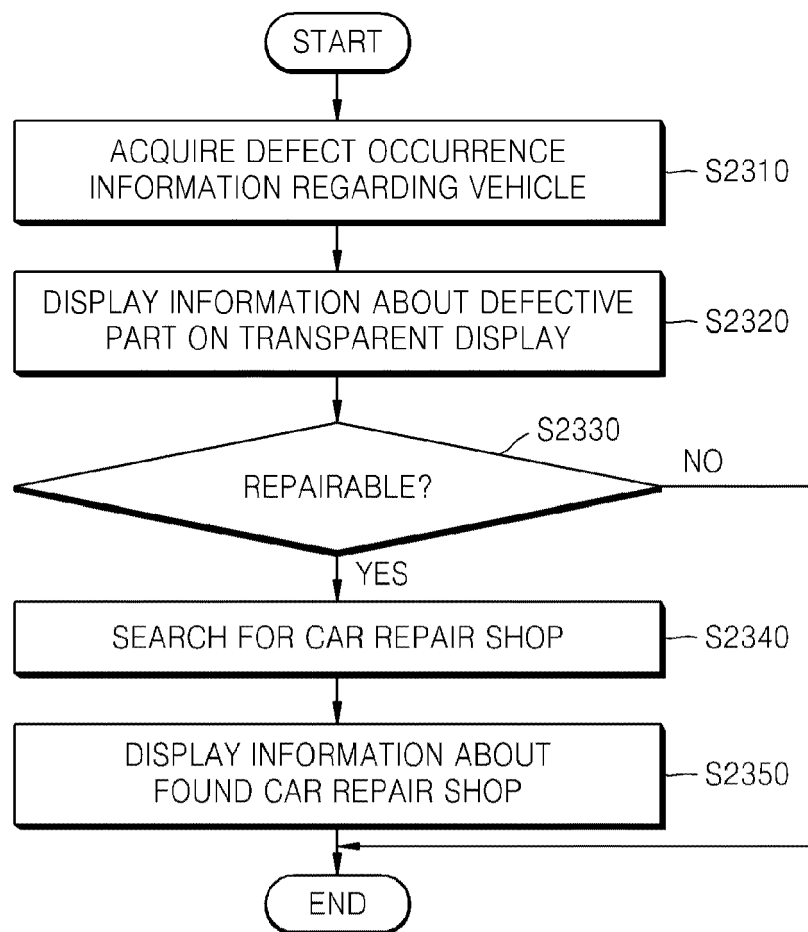 START
ACQUIRE DEFECT OCCURRENCE
INFORMATION REGARDING VEHICLE
S2310
DISPLAY INFORMATION ABOUT DEFECTIVE
PART ON TRANSPARENT DISPLAY
S2320
S2330
REPAIRABLE?
NO
YES
SEARCH FOR CAR REPAIR SHOP
S2340
DISPLAY INFORMATION ABOUT
FOUND CAR REPAIR SHOP
S2350
END